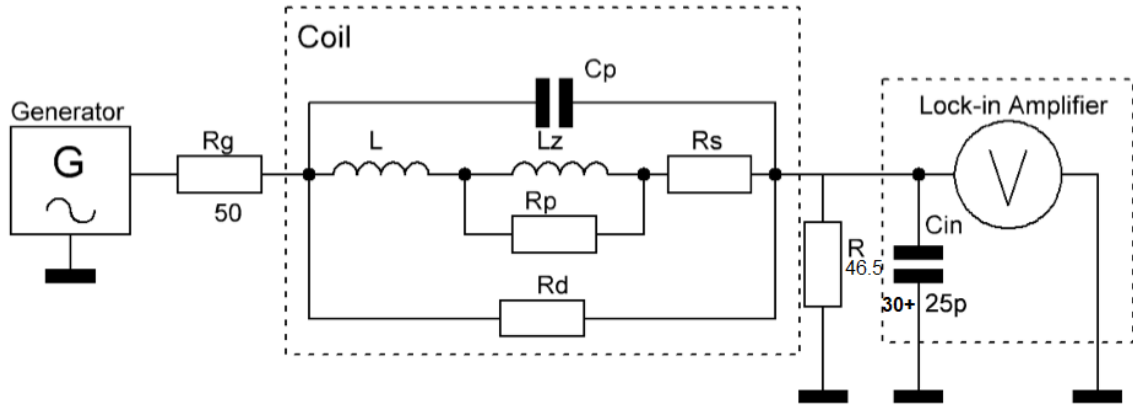 Coil
Cp
Generator
Lock-in Amplifier
Rg
L
Lz
Rs
G
V
50
Rp
Cin
R
46.5
Rd
30+ 25p